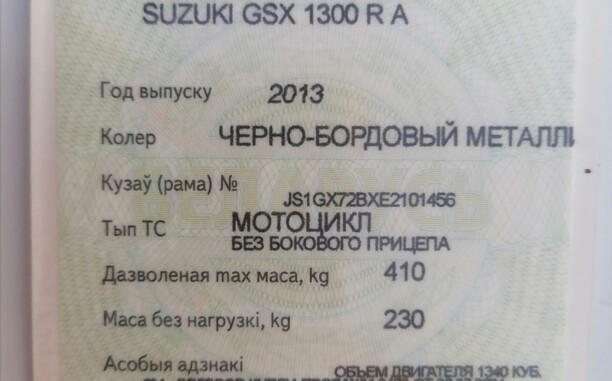 SUZUKI GSX 1300 R A
Год выпуску 2013
Колер ЧЕРНО-БОРДОВЫЙ МЕТАЛЛИ
Кузаў (рама) № JS1GX72BXE2101456
Тып ТС МОТОЦИКЛ
БЕЗ БОКОВОГО ПРИЦЕПА
Дазволеная max маса, kg 410
Маса без нагрузкі, kg 230
Асобыя адзнакі ОБЪЕМ ДВИГАТЕЛЯ 1340 КУБ.